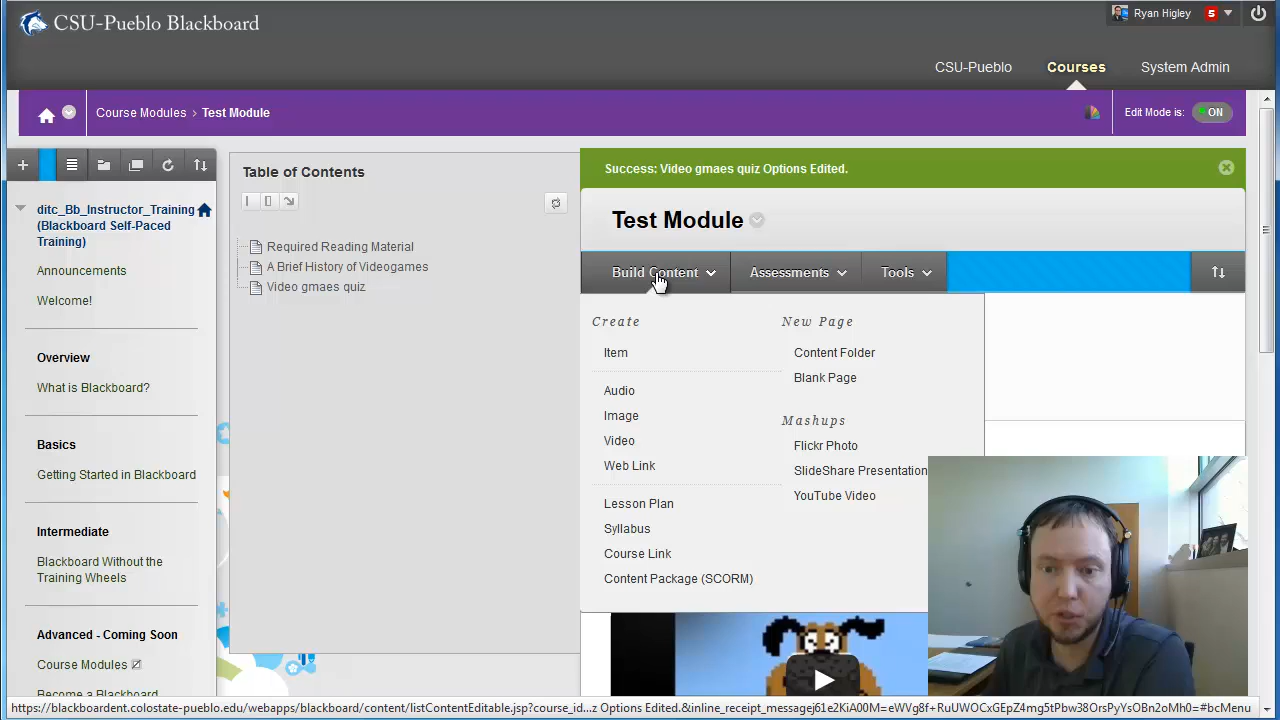 CSU-Pueblo Blackboard
Ryan Higley
5
CSU-Pueblo
Courses
System Admin
Course Modules > Test Module
Edit Mode is:
ON
ditc_Bb_Instructor_Training
(Blackboard Self-Paced
Training)
Announcements
Welcome!
Overview
What is Blackboard?
Basics
Getting Started in Blackboard
Intermediate
Blackboard Without the
Training Wheels
Advanced - Coming Soon
Course Modules
Become a Blackboard
Table of Contents
Required Reading Material
A Brief History of Videogames
Video gmaes quiz
Success: Video gmaes quiz Options Edited.
Test Module
Build Content
Assessments
Tools
Create
Item
Audio
Image
Video
Web Link
Lesson Plan
Syllabus
Course Link
Content Package (SCORM)
New Page
Content Folder
Blank Page
Mashups
Flickr Photo
SlideShare Presentation
YouTube Video
https://blackboardent.colostate-pueblo.edu/webapps/blackboard/content/listContentEditable.jsp?course_id...z Options Edited.&inline_receipt_messagej61e2KiA00M=eWVg8f+RuUWOCxGEpZ4mg5tPbw38OrsPyYsOBn2oMh0=#bcMenu